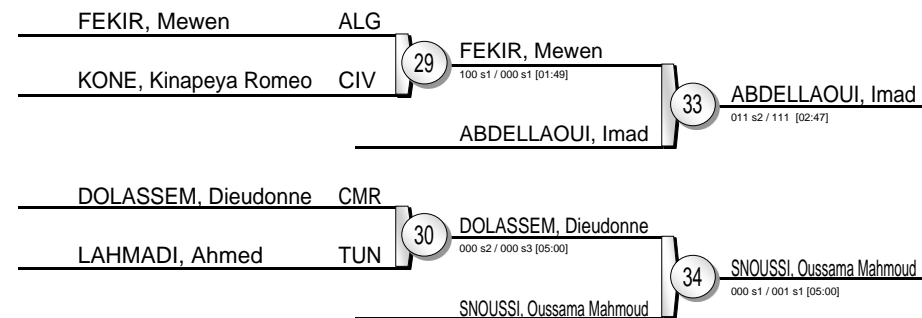 FEKIR, Mewen ALG
KONE, Kinapeya Romeo CIV
29
FEKIR, Mewen
100 s1 / 000 s1 [01:49]
ABDELLAOUI, Imad
33
ABDELLAOUI, Imad
011 s2 / 111 [02:47]
DOLASSEM, Dieudonne CMR
LAHMADI, Ahmed TUN
30
DOLASSEM, Dieudonne
000 s2 / 000 s3 [05:00]
SNOUSSI, Oussama Mahmoud
34
SNOUSSI, Oussama Mahmoud
000 s1 / 001 s1 [05:00]